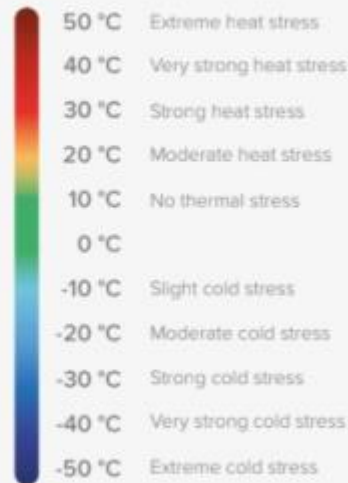 50 °C Extreme heat stress
40 °C Very strong heat stress
30 °C Strong heat stress
20 °C Moderate heat stress
10 °C No thermal stress
0 °C
-10 °C Slight cold stress
-20 °C Moderate cold stress
-30 °C Strong cold stress
-40 °C Very strong cold stress
-50 °C Extreme cold stress